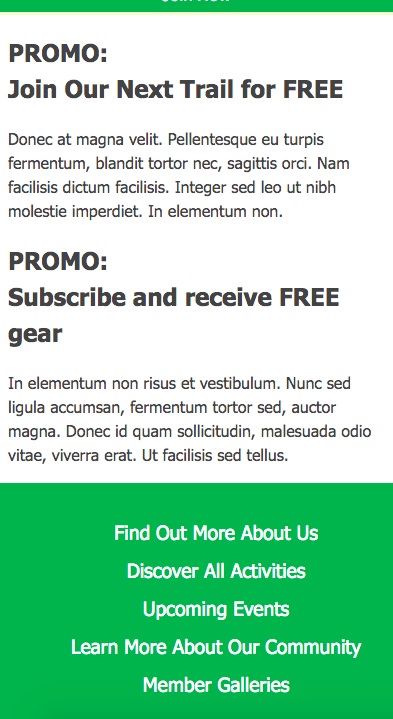 PROMO:
Join Our Next Trail for FREE
Donec at magna velit. Pellentesque eu turpis
fermentum, blandit tortor nec, sagittis orci. Nam
facilisis dictum facilisis. Integer sed leo ut nibh
molestie imperdiet. In elementum non.
PROMO:
Subscribe and receive FREE
gear
In elementum non risus et vestibulum. Nunc sed
ligula accumsan, fermentum tortor sed, auctor
magna. Donec id quam sollicitudin, malesuada odio
vitae, viverra erat. Ut facilisis sed tellus.
Find Out More About Us
Discover All Activities
Upcoming Events
Learn More About Our Community
Member Galleries